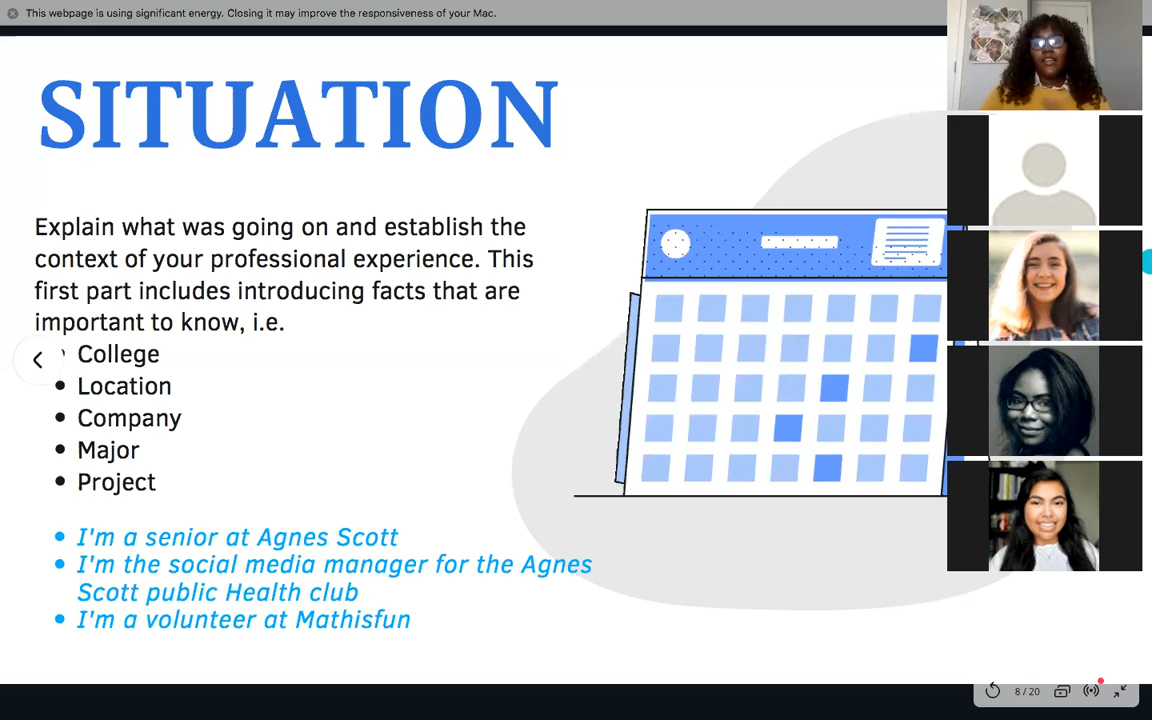 This webpage is using significant energy. Closing it may improve the responsiveness of your Mac.
SITUATION
Explain what was going on and establish the
context of your professional experience. This
first part includes introducing facts that are
important to know, i.e.
College
Location
Company
Major
Project
I'm a senior at Agnes Scott
I'm the social media manager for the Agnes
Scott public Health club
I'm a volunteer at Mathisfun
8 / 20